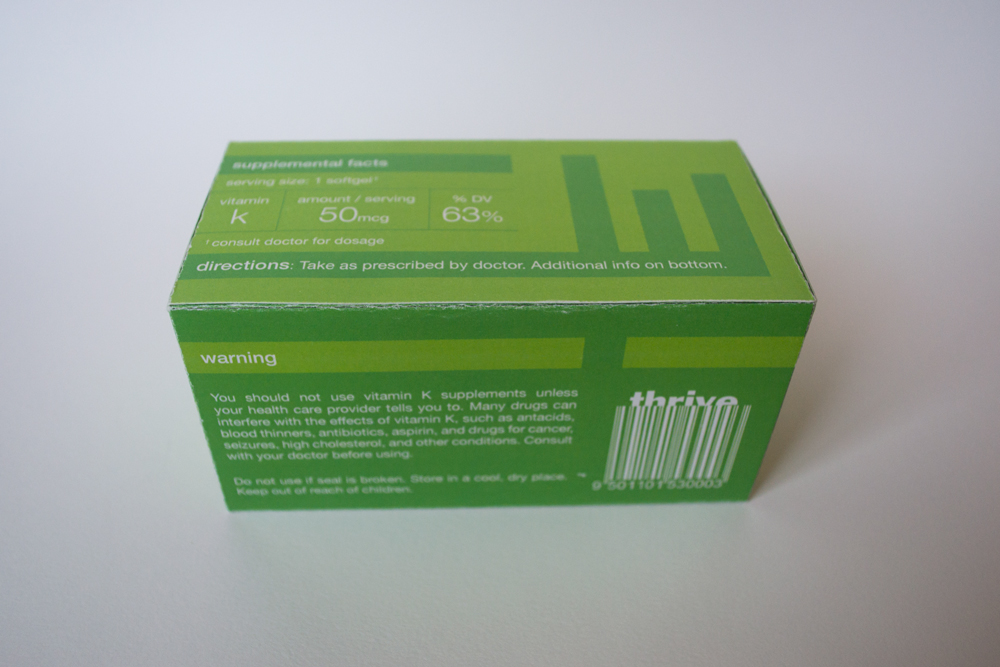 supplemental facts
serving size: 1 softgel†
vitamin amount / serving % DV
k 50mcg 63%
† consult doctor for dosage
directions: Take as prescribed by doctor. Additional info on bottom.
warning
You should not use vitamin K supplements unless
your health care provider tells you to. Many drugs can
interfere with the effects of vitamin K, such as antacids,
blood thinners, antibiotics, aspirin, and drugs for cancer,
seizures, high cholesterol, and other conditions. Consult
with your doctor before using.
Do not use if seal is broken. Store in a cool, dry place.
Keep out of reach of children.
thrive
9 501101 530003